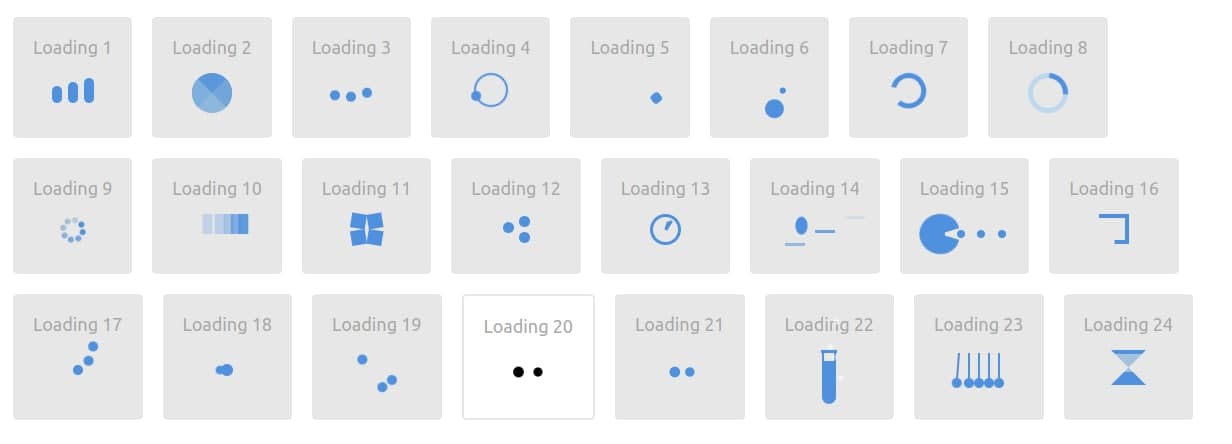 Loading 1
Loading 2
Loading 3
Loading 4
Loading 5
Loading 6
Loading 7
Loading 8
Loading 9
Loading 10
Loading 11
Loading 12
Loading 13
Loading 14
Loading 15
Loading 16
Loading 17
Loading 18
Loading 19
Loading 20
Loading 21
Loading 22
Loading 23
Loading 24